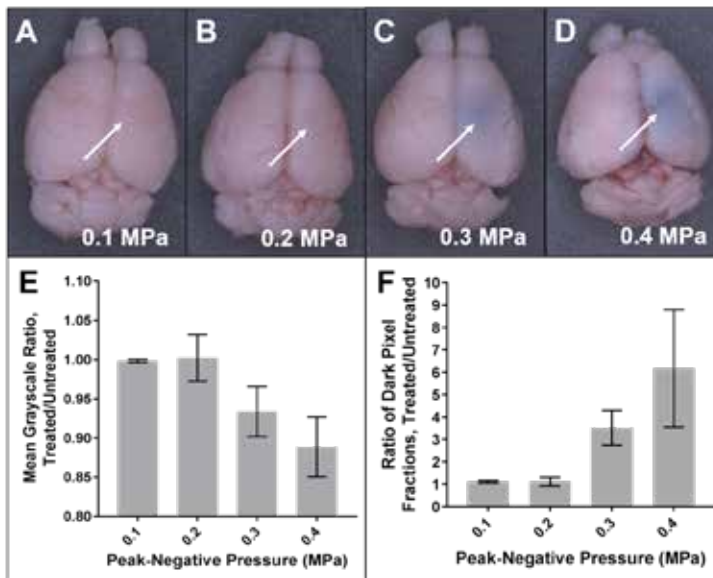 A
B
C
D
0.1 MPa
0.2 MPa
0.3 MPa
0.4 MPa
E
Mean Grayscale Ratio,
Treated/Untreated
1.10
1.05
1.00
0.95
0.90
0.85
0.80
0.1
0.2
0.3
0.4
Peak-Negative Pressure (MPa)
F
Ratio of Dark Pixel
Fractions, Treated/Untreated
10
9
8
7
6
5
4
3
2
1
0
0.1
0.2
0.3
0.4
Peak-Negative Pressure (MPa)